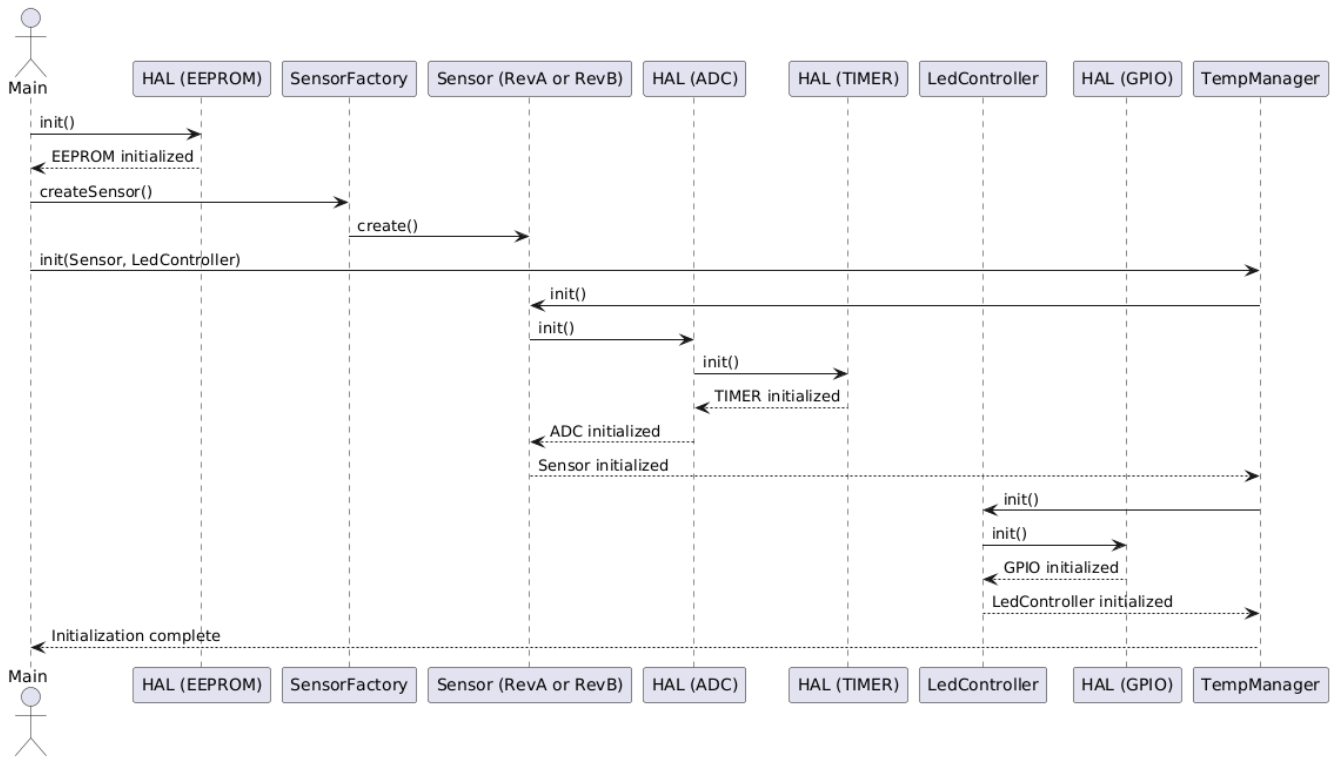 Main
HAL (EEPROM)
SensorFactory
Sensor (RevA or RevB)
HAL (ADC)
HAL (TIMER)
LedController
HAL (GPIO)
TempManager
init()
EEPROM initialized
createSensor()
create()
init(Sensor, LedController)
init()
init()
init()
TIMER initialized
ADC initialized
Sensor initialized
init()
init()
GPIO initialized
LedController initialized
Initialization complete
Main
HAL (EEPROM)
SensorFactory
Sensor (RevA or RevB)
HAL (ADC)
HAL (TIMER)
LedController
HAL (GPIO)
TempManager